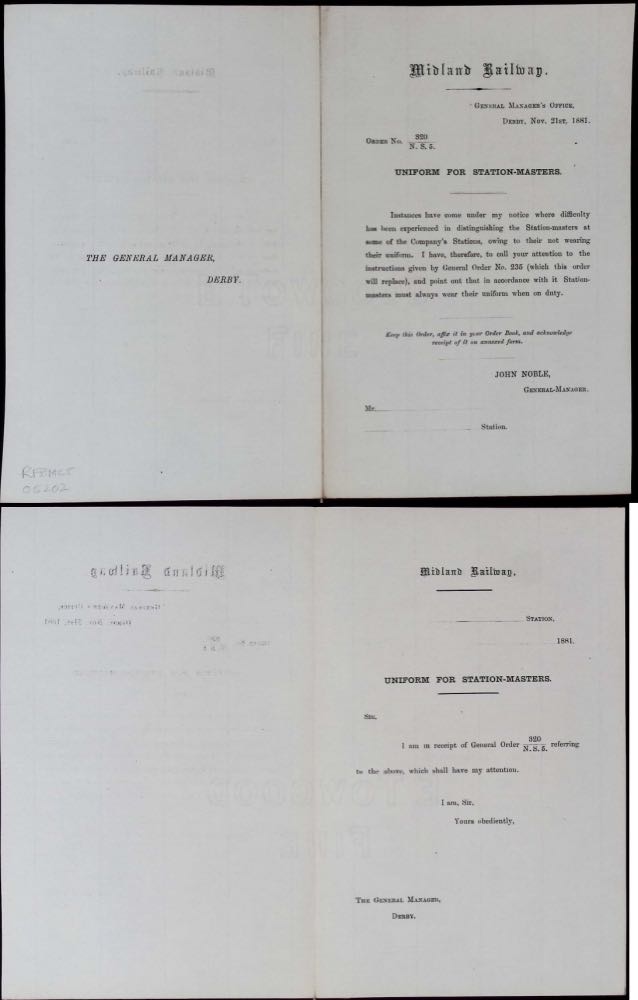 THE GENERAL MANAGER,
DERBY.
Midland Railway.
GENERAL MANAGER'S OFFICE,
DERBY, NOV. 21ST, 1881.
ORDER No. 320
N. S. 5.
UNIFORM FOR STATION-MASTERS.
Instances have come under my notice where difficulty
has been experienced in distinguishing the Station-masters at
some of the Company's Stations, owing to their not wearing
their uniform. I have, therefore, to call your attention to the
instructions given by General Order No. 235 (which this order
will replace), and point out that in accordance with it Station-
masters must always wear their uniform when on duty.
Keep this Order, affix it in your Order Book, and acknowledge
receipt of it on annexed form.
JOHN NOBLE,
GENERAL-MANAGER.
Mr.
Station.
05202
Midland Railway.
STATION,
1881.
UNIFORM FOR STATION-MASTERS.
SIR,
I am in receipt of General Order 320 referring
N. S. 5.
to the above, which shall have my attention.
I am, Sir,
Yours obediently,
THE GENERAL MANAGER,
DERBY.